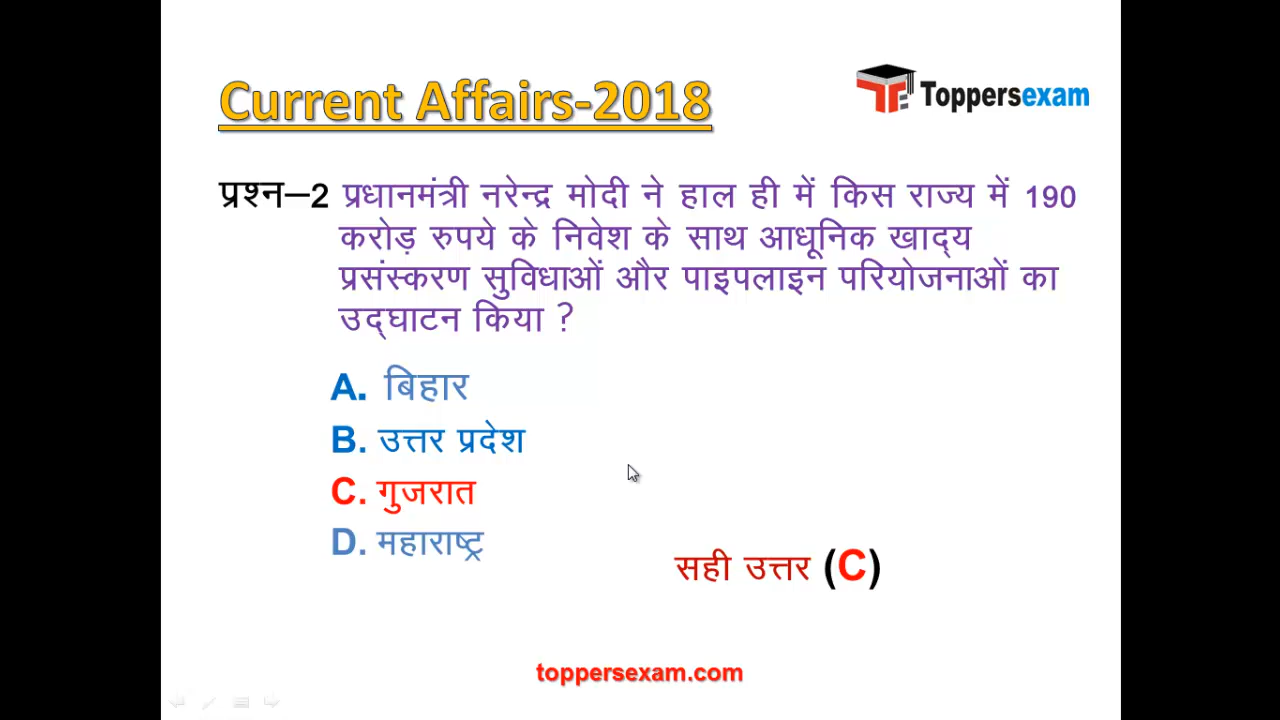 Current Affairs-2018
Toppersexam
प्रश्न–2 प्रधानमंत्री नरेन्द्र मोदी ने हाल ही में किस राज्य में 190
करोड़ रुपये के निवेश के साथ आधूनिक खाद्य
प्रसंस्करण सुविधाओं और पाइपलाइन परियोजनाओं का
उद्घाटन किया ?
A. बिहार
B. उत्तर प्रदेश
C. गुजरात
D. महाराष्ट्र
सही उत्तर (C)
toppersexam.com